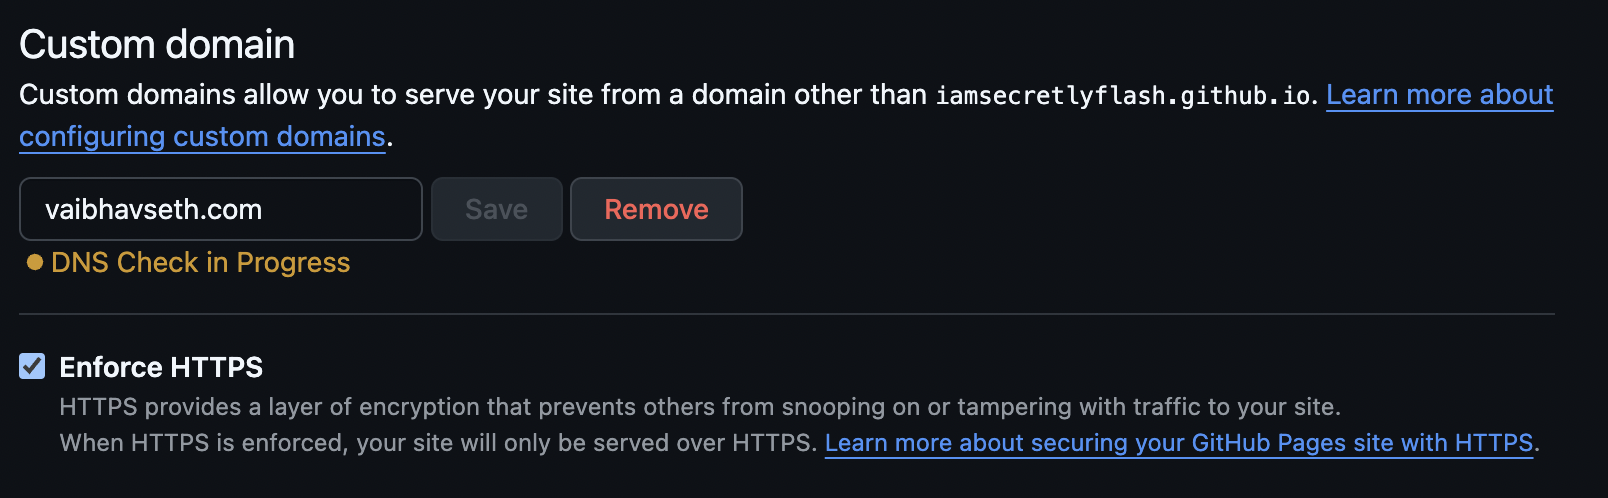 Custom domain
Custom domains allow you to serve your site from a domain other than iamsecretlyflash.github.io. Learn more about
configuring custom domains.
vaibhavseth.com Save Remove
DNS Check in Progress
Enforce HTTPS
HTTPS provides a layer of encryption that prevents others from snooping on or tampering with traffic to your site.
When HTTPS is enforced, your site will only be served over HTTPS. Learn more about securing your GitHub Pages site with HTTPS.